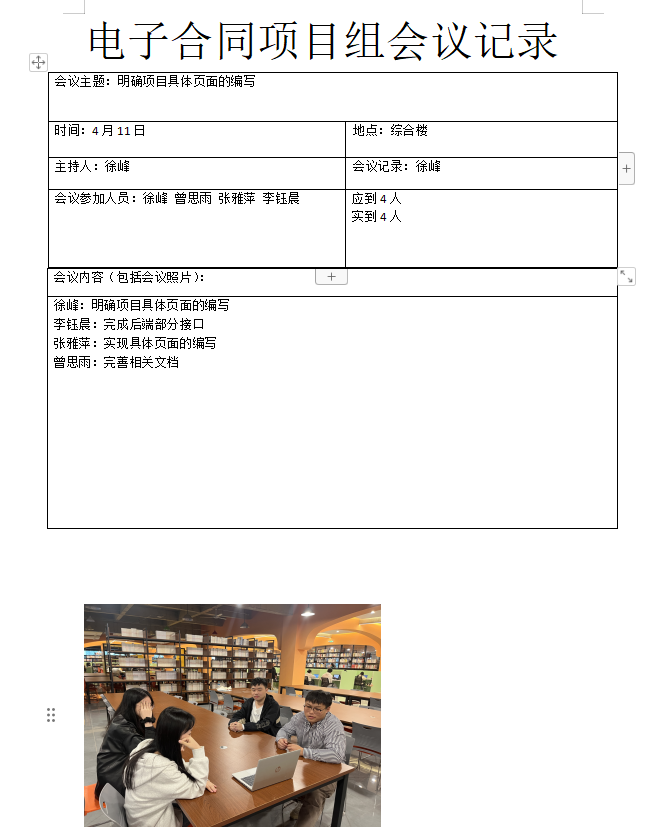 电子合同项目组会议记录
会议主题：明确项目具体页面的编写
时间：4月11日
地点：综合楼
主持人：徐峰
会议记录：徐峰
会议参加人员：徐峰 曾思雨 张雅萍 李钰晨
应到4人
实到4人
会议内容（包括会议照片）：
徐峰：明确项目具体页面的编写
李钰晨：完成后端部分接口
张雅萍：实现具体页面的编写
曾思雨：完善相关文档